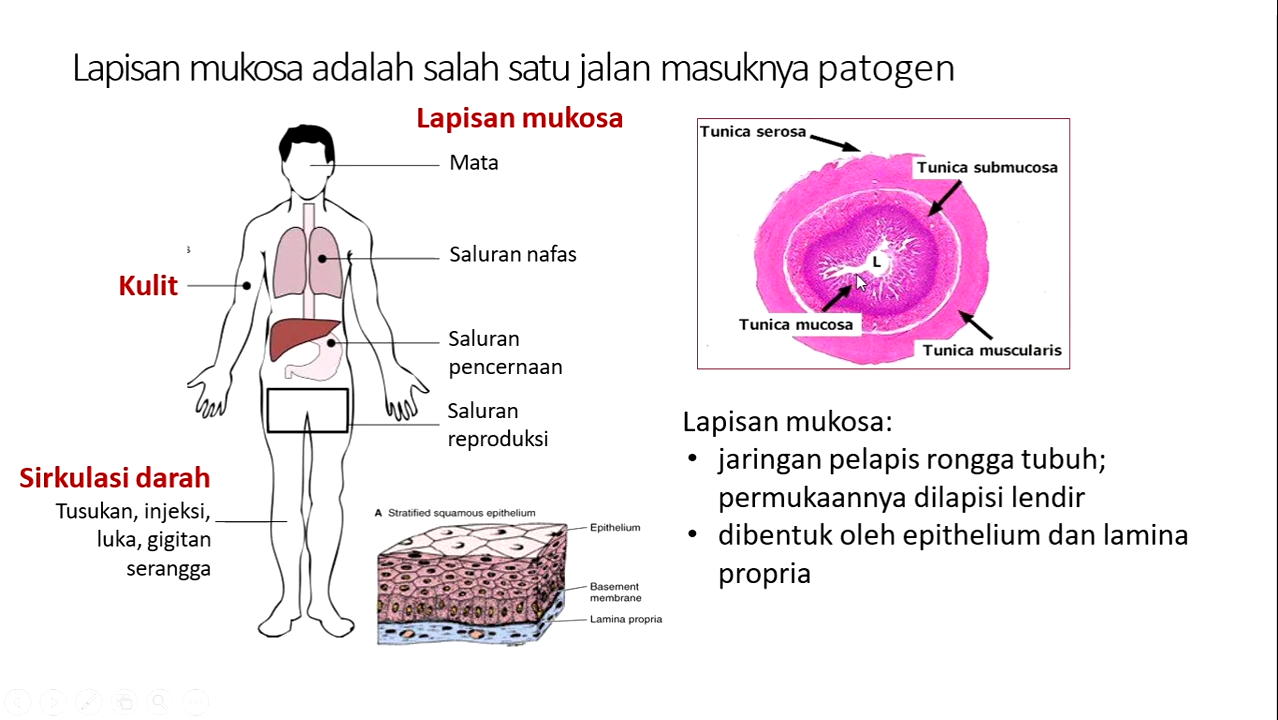 Lapisan mukosa adalah salah satu jalan masuknya patogen
Lapisan mukosa
Mata
Saluran nafas
Kulit
Saluran
pencernaan
Saluran
reproduksi
Sirkulasi darah
Tusukan, injeksi,
luka, gigitan
serangga
A Stratified squamous epithelium
Epithelium
Basement
membrane
Lamina propria
Tunica serosa
Tunica submucosa
L
Tunica mucosa
Tunica muscularis
Lapisan mukosa:
• jaringan pelapis rongga tubuh;
permukaannya dilapisi lendir
• dibentuk oleh epithelium dan lamina
propria